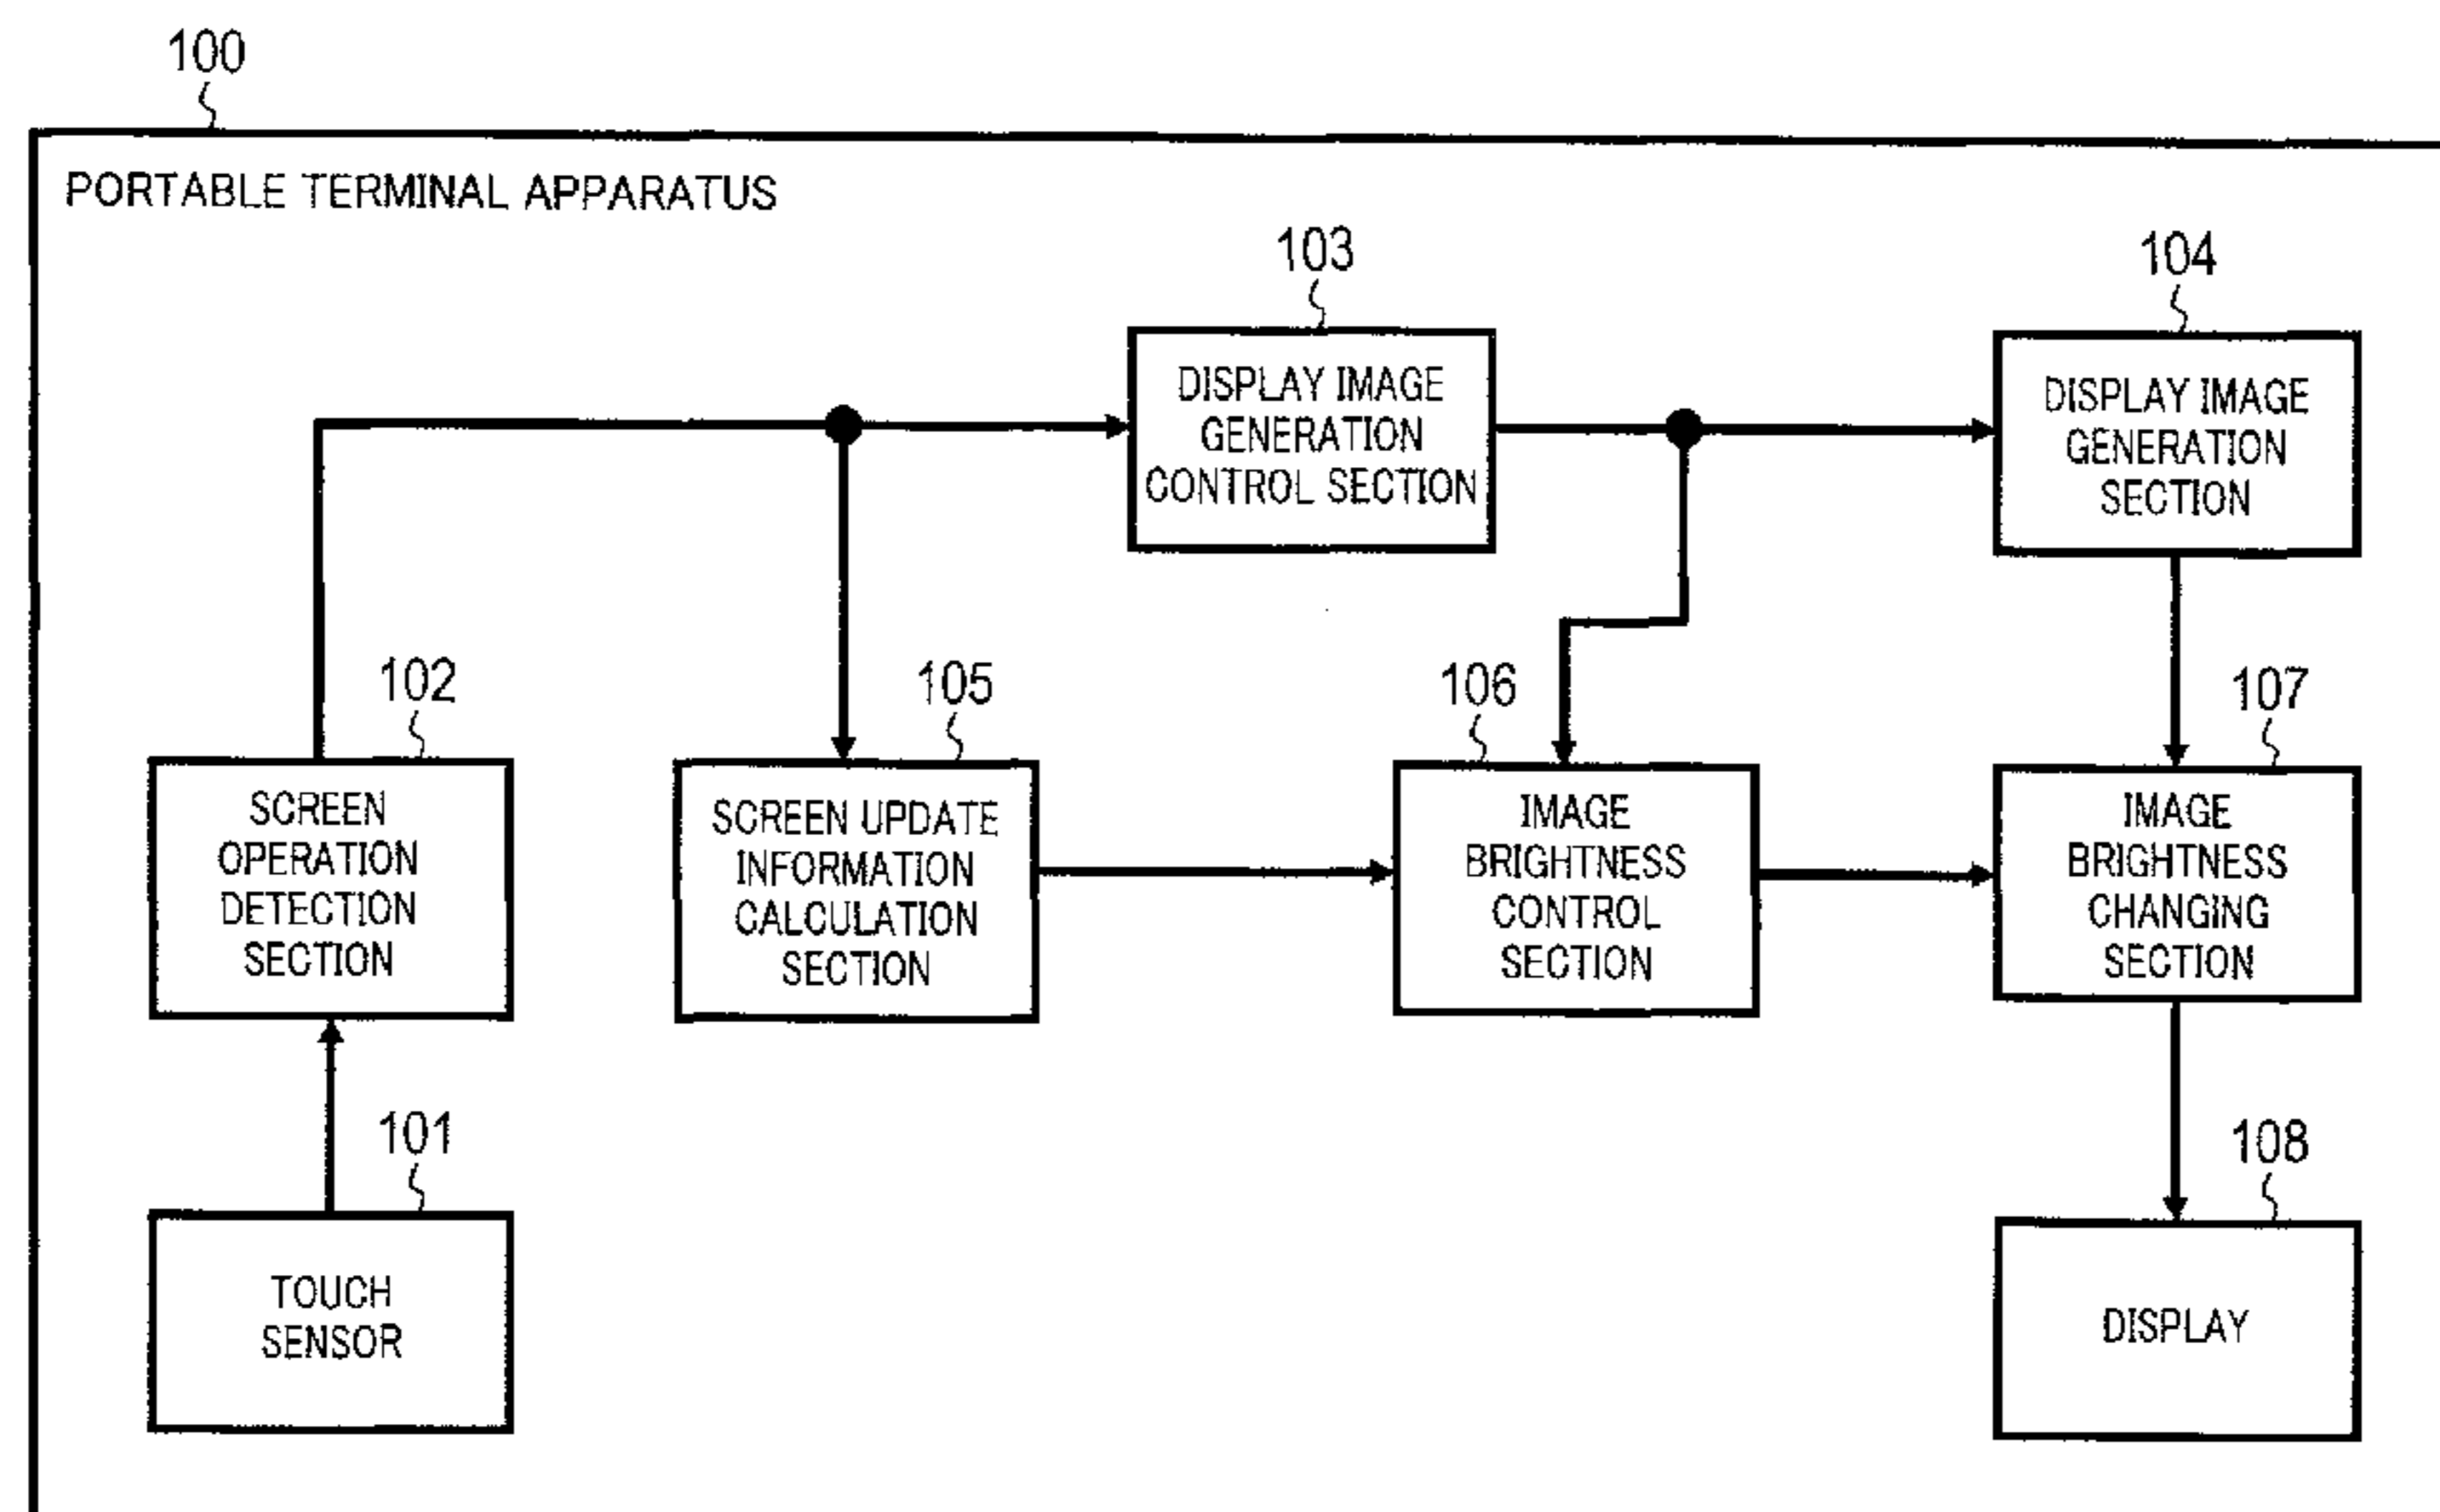 100
PORTABLE TERMINAL APPARATUS
103
DISPLAY IMAGE
GENERATION
CONTROL SECTION
104
DISPLAY IMAGE
GENERATION
SECTION
102
SCREEN
OPERATION
DETECTION
SECTION
105
SCREEN UPDATE
INFORMATION
CALCULATION
SECTION
106
IMAGE
BRIGHTNESS
CONTROL
SECTION
107
IMAGE
BRIGHTNESS
CHANGING
SECTION
101
TOUCH
SENSOR
108
DISPLAY